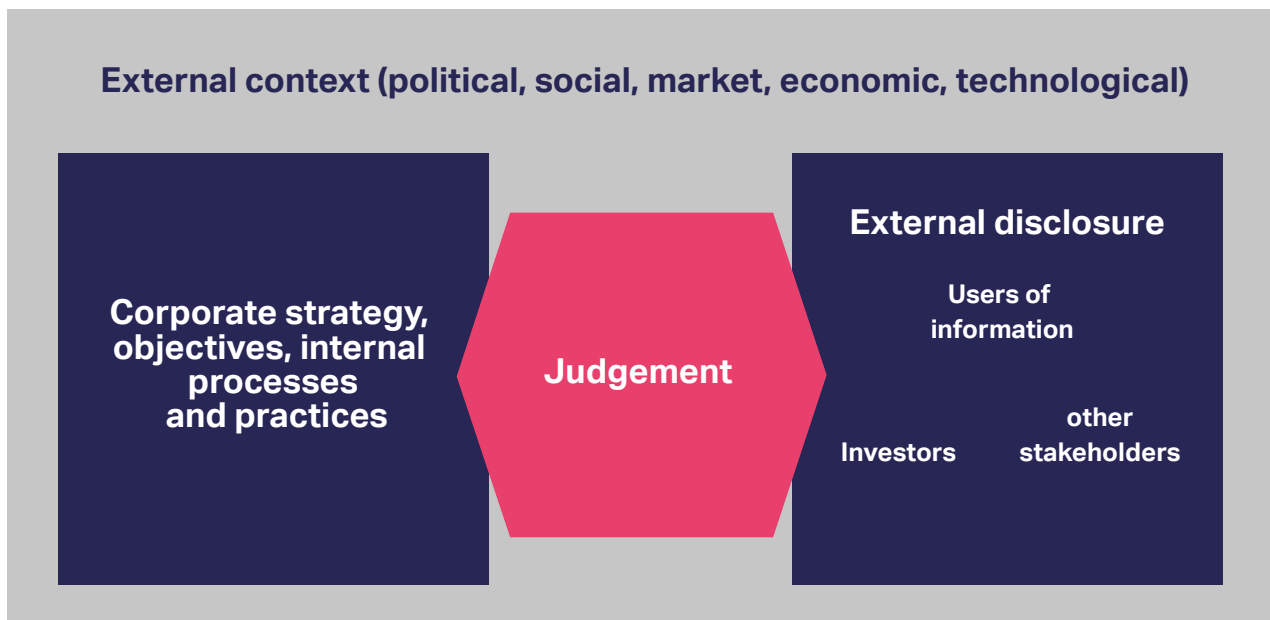 External context (political, social, market, economic, technological)
Corporate strategy,
objectives, internal
processes
and practices
Judgement
External disclosure
Users of
information
Investors
other
stakeholders